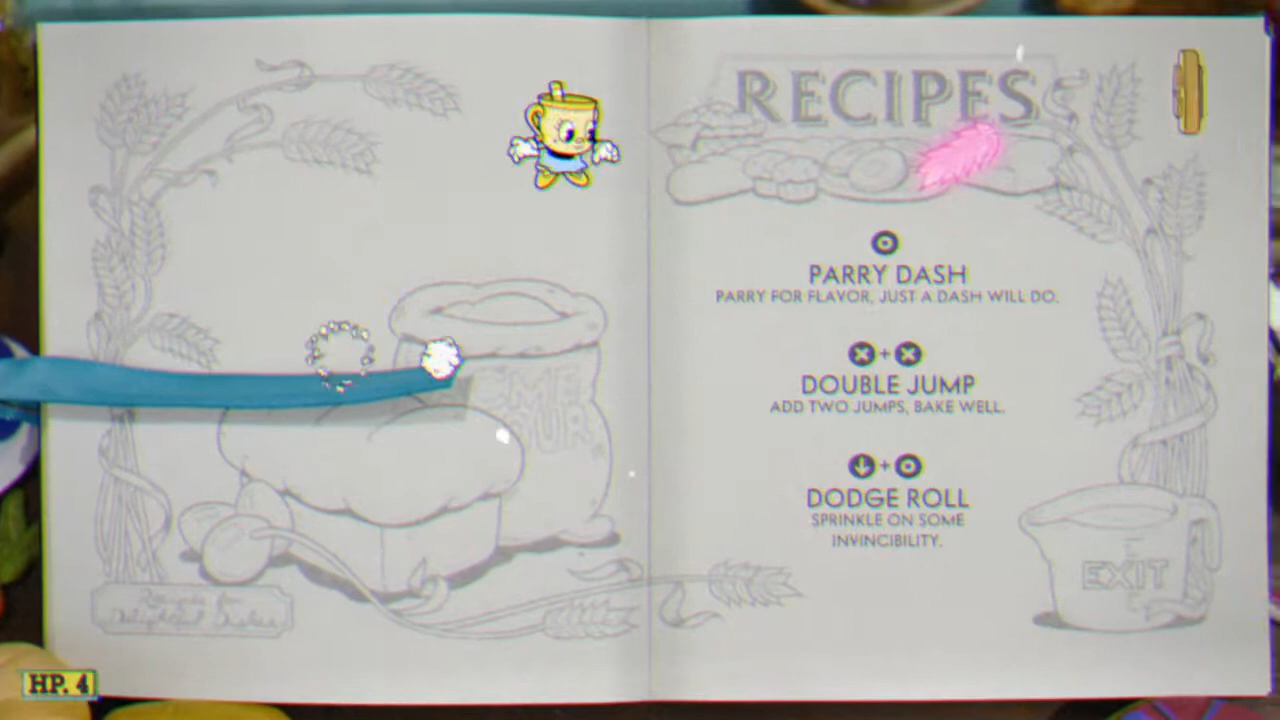 RECIPES
PARRY DASH
PARRY FOR FLAVOR, JUST A DASH WILL DO.
+
DOUBLE JUMP
ADD TWO JUMPS, BAKE WELL.
+
DODGE ROLL
SPRINKLE ON SOME
INVINCIBILITY.
EXIT
HP. 4